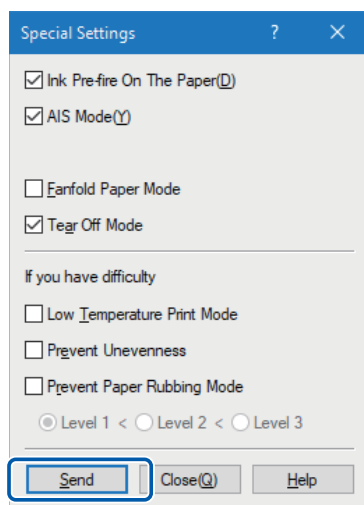 Special Settings ? ×
Ink Pre-fire On The Paper(D)
AIS Mode(Y)
Fanfold Paper Mode
Tear Off Mode
If you have difficulty
Low Temperature Print Mode
Prevent Unevenness
Prevent Paper Rubbing Mode
Level 1 < Level 2 < Level 3
Send Close(Q) Help